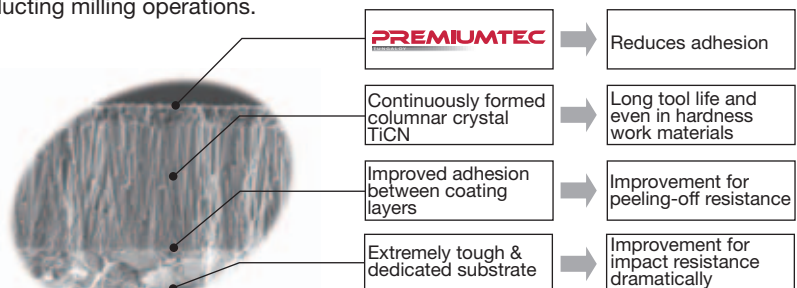 ducting milling operations.
PREMIUMTEC
TUNGALOY
Reduces adhesion
Continuously formed
columnar crystal
TiCN
Long tool life and
even in hardness
work materials
Improved adhesion
between coating
layers
Improvement for
peeling-off resistance
Extremely tough &
dedicated substrate
Improvement for
impact resistance
dramatically